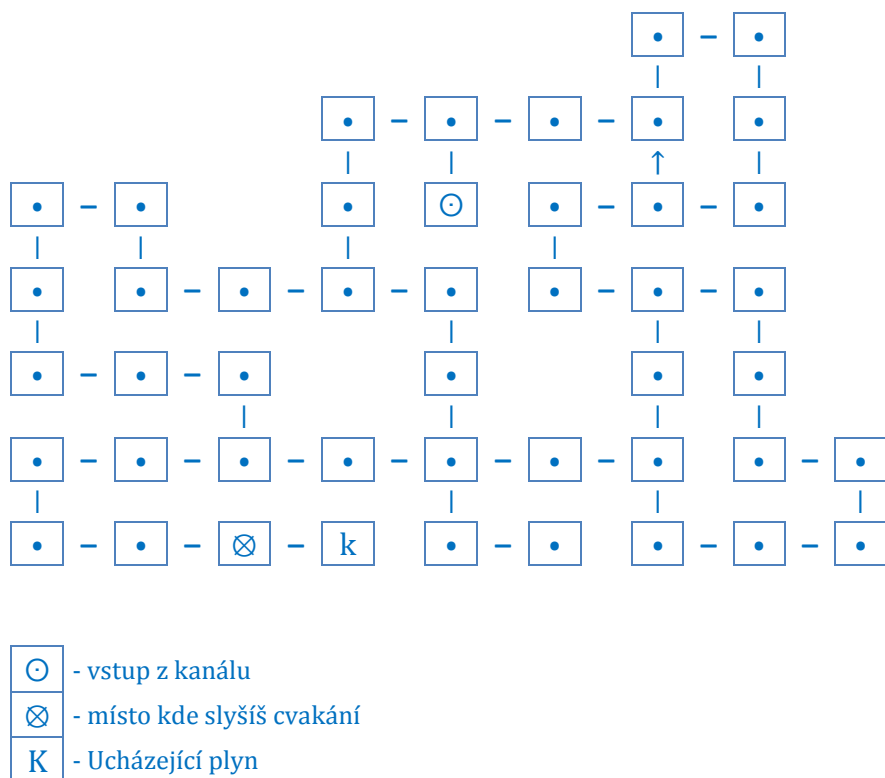 k
- vstup z kanálu
- místo kde slyšíš cvakání
K - Ucházející plyn